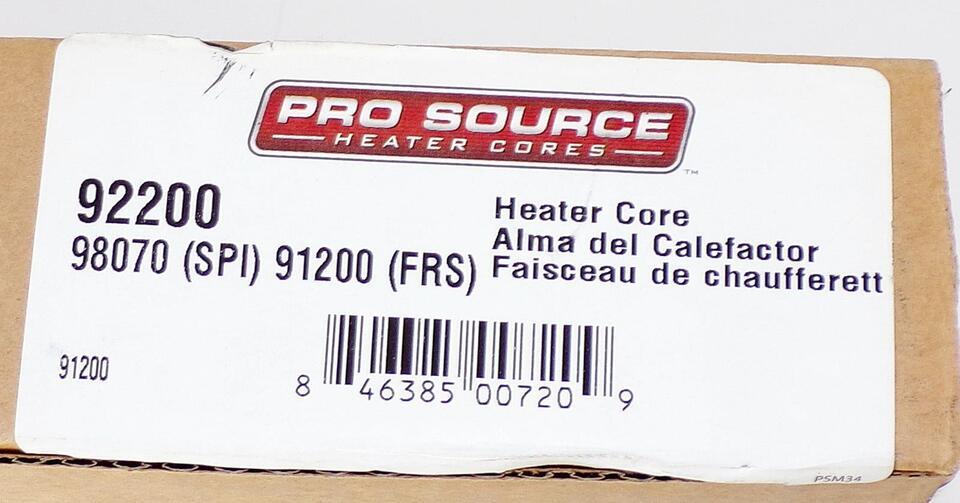 PRO SOURCE
HEATER CORES
™
92200
98070 (SPI) 91200 (FRS)
Heater Core
Alma del Calefactor
Faisceau de chaufferett
91200
8 46385 00720 9
PSM34